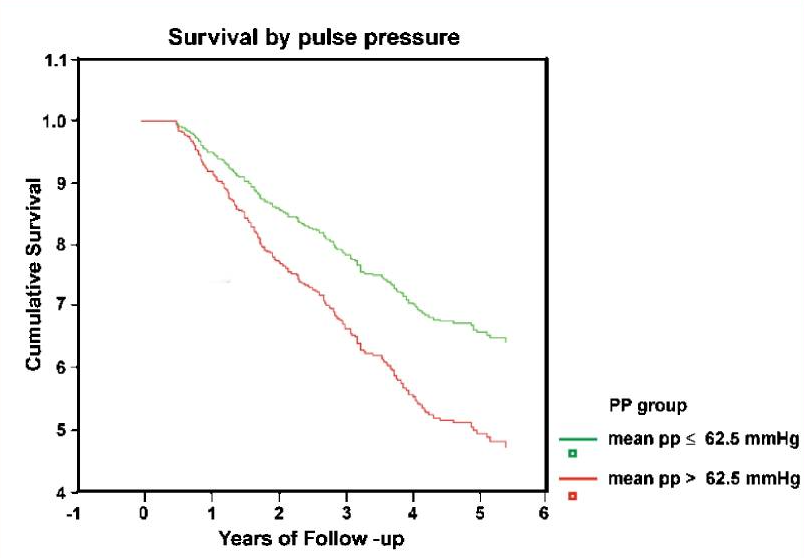 Survival by pulse pressure
1.1
1.0
9
8
7
6
5
4
Cumulative Survival
-1 0 1 2 3 4 5 6
Years of Follow -up
PP group
mean pp ≤ 62.5 mmHg
mean pp > 62.5 mmHg